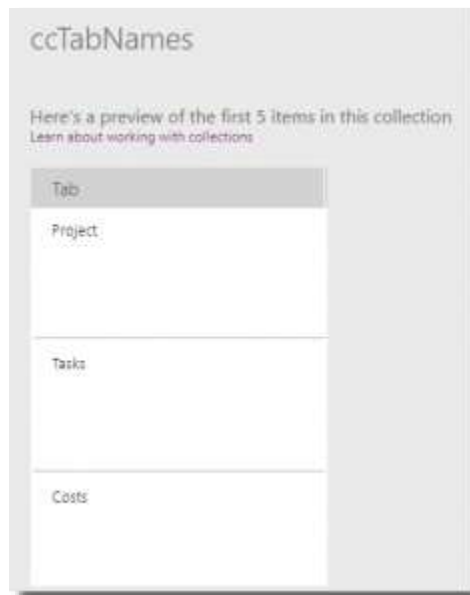 ccTabNames
Here's a preview of the first 5 items in this collection
Learn about working with collections
Tab
Project
Tasks
Costs